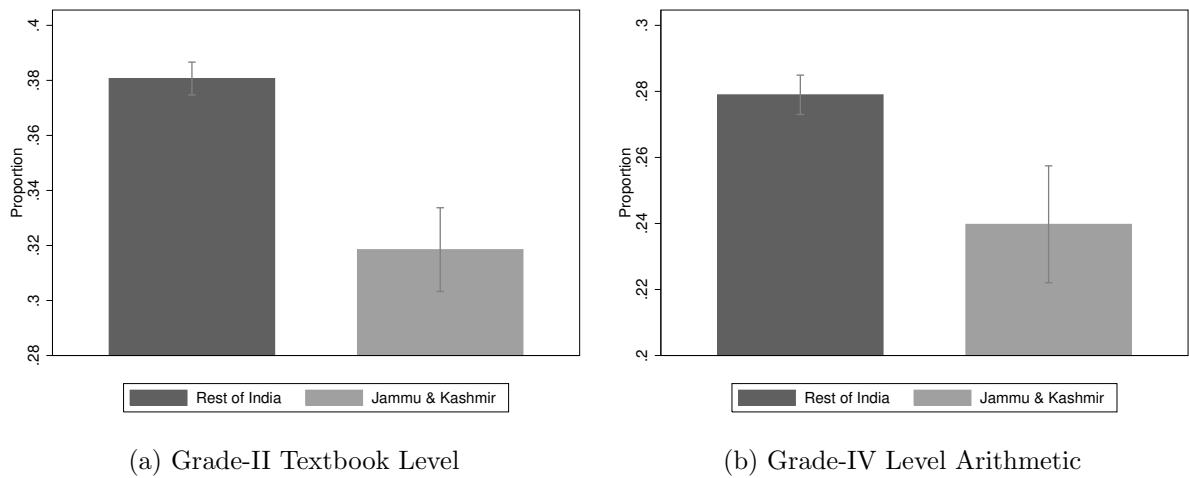 .4
.38
.36
.34
.32
.3
.28
Proportion
Rest of India
Jammu & Kashmir
(a) Grade-II Textbook Level
.3
.28
.26
.24
.22
.2
Proportion
Rest of India
Jammu & Kashmir
(b) Grade-IV Level Arithmetic